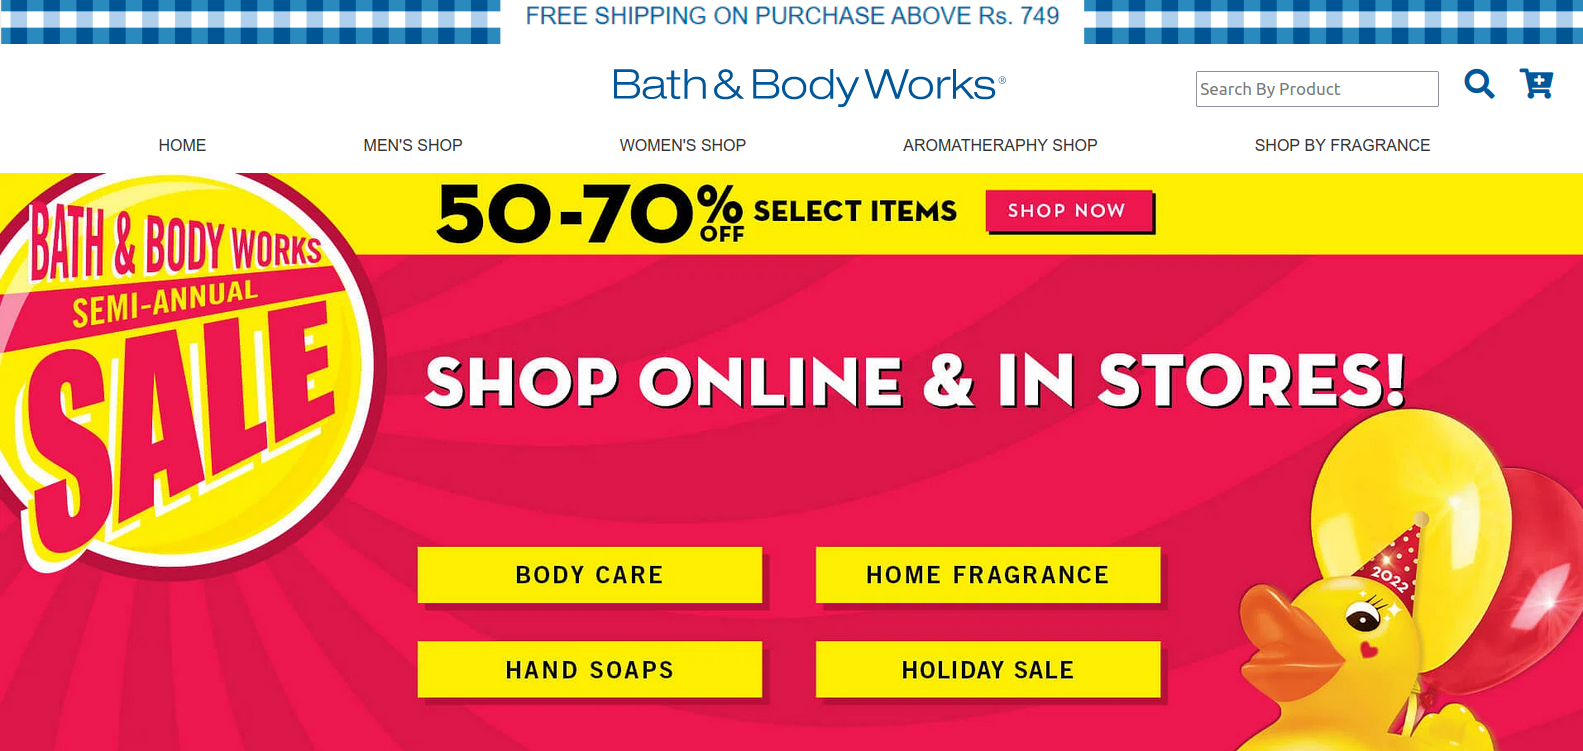 FREE SHIPPING ON PURCHASE ABOVE Rs. 749
Bath & Body Works®
Search By Product
HOME
MEN'S SHOP
WOMEN'S SHOP
AROMATHERAPHY SHOP
SHOP BY FRAGRANCE
BATH & BODY WORKS
SEMI-ANNUAL
SALE
50-70% OFF
SELECT ITEMS
SHOP NOW
SHOP ONLINE & IN STORES!
BODY CARE
HOME FRAGRANCE
HAND SOAPS
HOLIDAY SALE
2022